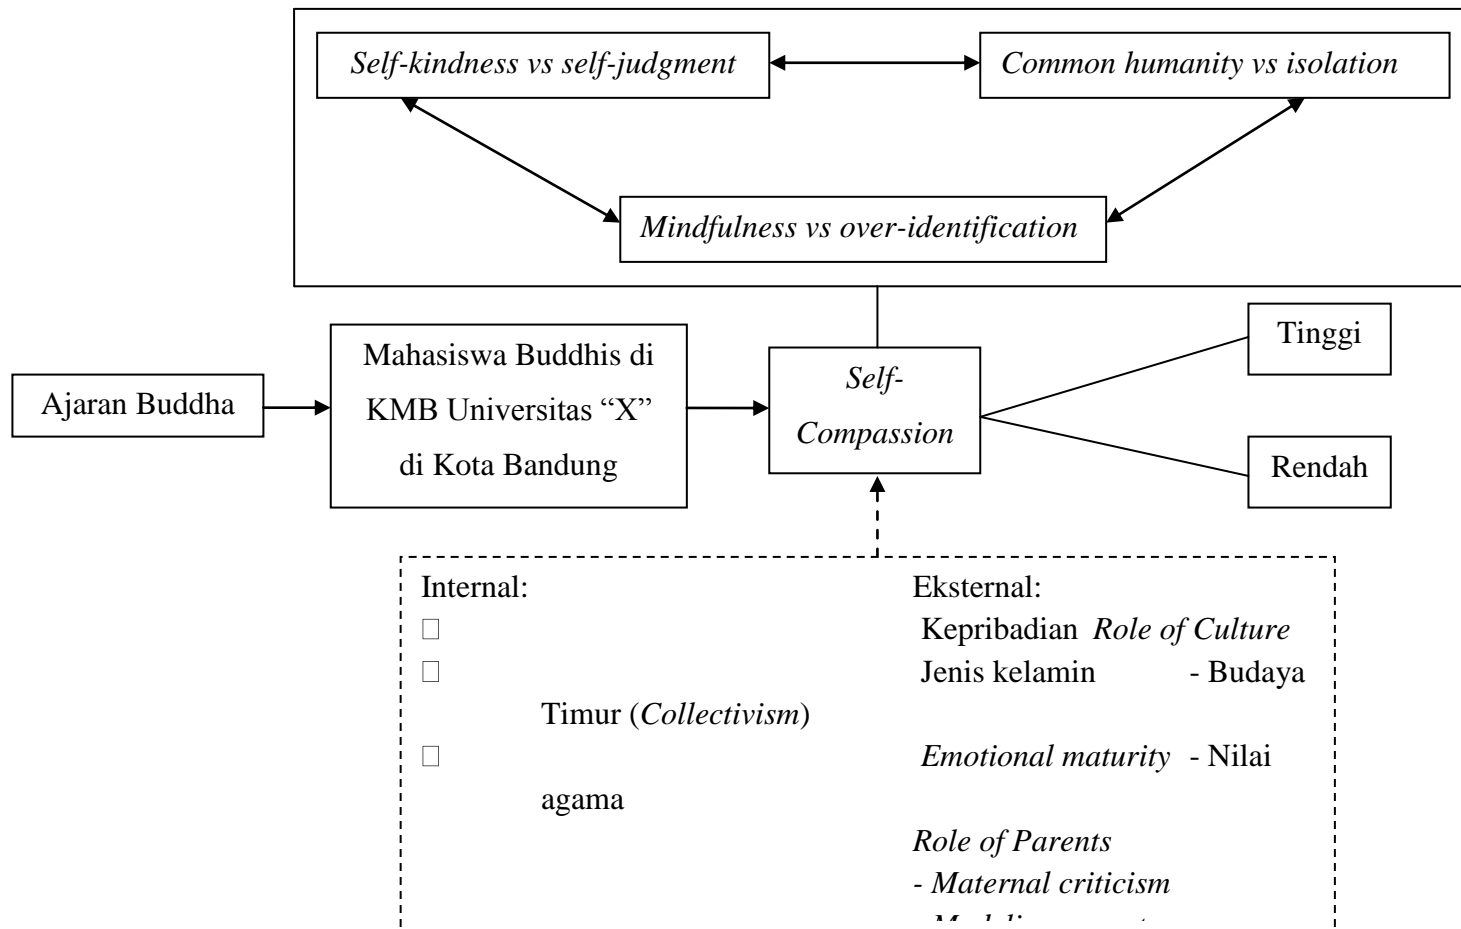 Self-kindness vs self-judgment
Common humanity vs isolation
Mindfulness vs over-identification
Ajaran Buddha
Mahasiswa Buddhis di
KMB Universitas “X”
di Kota Bandung
Self-
Compassion
Tinggi
Rendah
Internal: Eksternal:
Kepribadian Role of Culture
Jenis kelamin - Budaya
Timur (Collectivism)
Emotional maturity - Nilai
agama
Role of Parents
- Maternal criticism